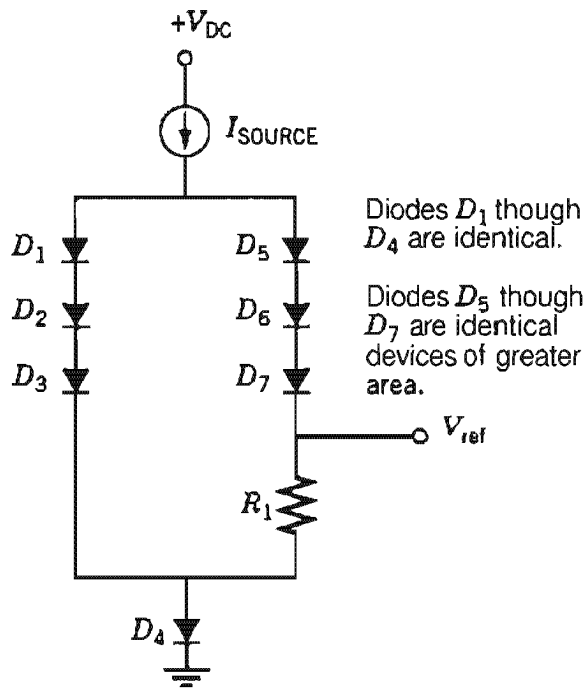 +V_DC
I_SOURCE
Diodes D_1 though
D_4 are identical.
Diodes D_5 though
D_7 are identical
devices of greater
area.
D_1
D_5
D_2
D_6
D_3
D_7
V_ref
R_1
D_4